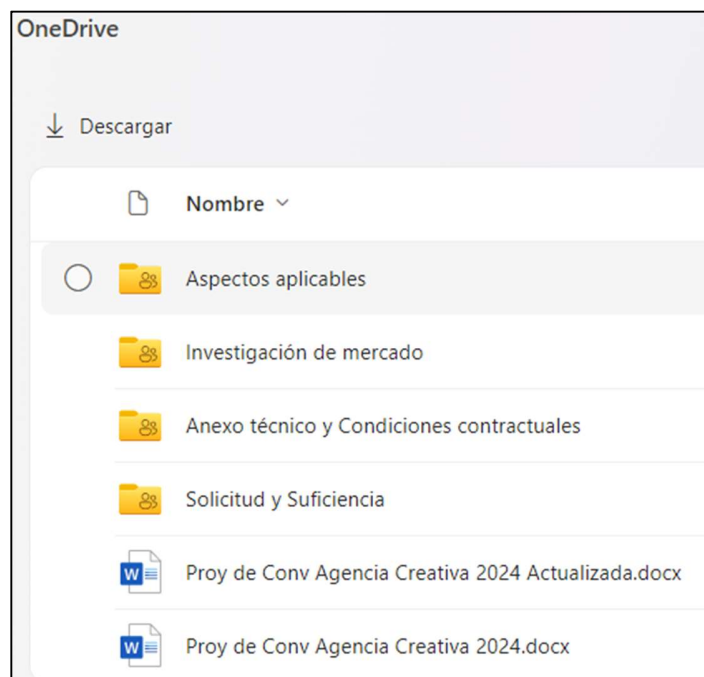 OneDrive
Descargar
Nombre
Aspectos aplicables
Investigación de mercado
Anexo técnico y Condiciones contractuales
Solicitud y Suficiencia
W Proy de Conv Agencia Creativa 2024 Actualizada.docx
W Proy de Conv Agencia Creativa 2024.docx